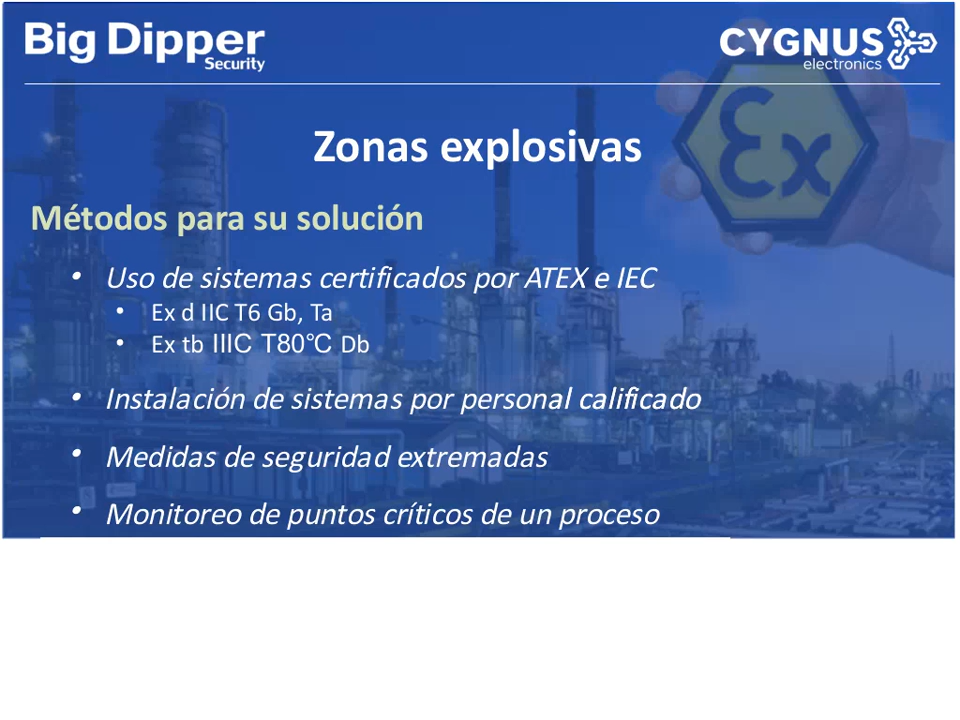 Big Dipper
Security
CYGNUS
electronics
Ex
Zonas explosivas
Métodos para su solución
• Uso de sistemas certificados por ATEX e IEC
• Ex d IIC T6 Gb, Ta
• Ex tb IIIC T80℃ Db
• Instalación de sistemas por personal calificado
• Medidas de seguridad extremadas
• Monitoreo de puntos críticos de un proceso